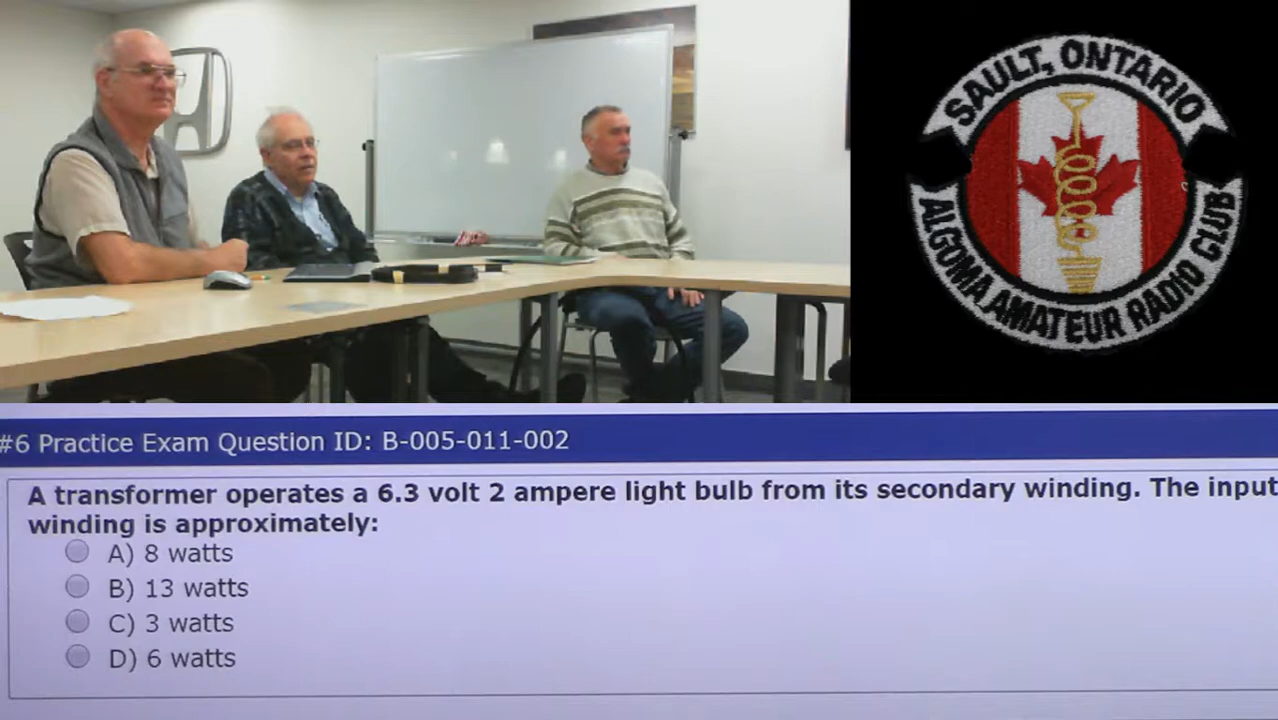 SAULT, ONTARIO
ALGOMA AMATEUR RADIO CLUB
#6 Practice Exam Question ID: B-005-011-002
A transformer operates a 6.3 volt 2 ampere light bulb from its secondary winding. The input
winding is approximately:
A) 8 watts
B) 13 watts
C) 3 watts
D) 6 watts